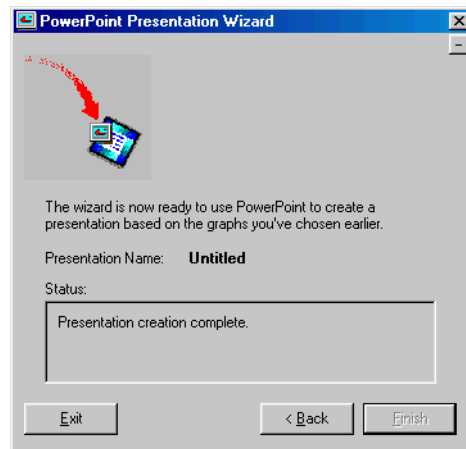 PowerPoint Presentation Wizard
The wizard is now ready to use PowerPoint to create a
presentation based on the graphs you've chosen earlier.
Presentation Name: Untitled
Status:
Presentation creation complete.
Exit < Back Finish